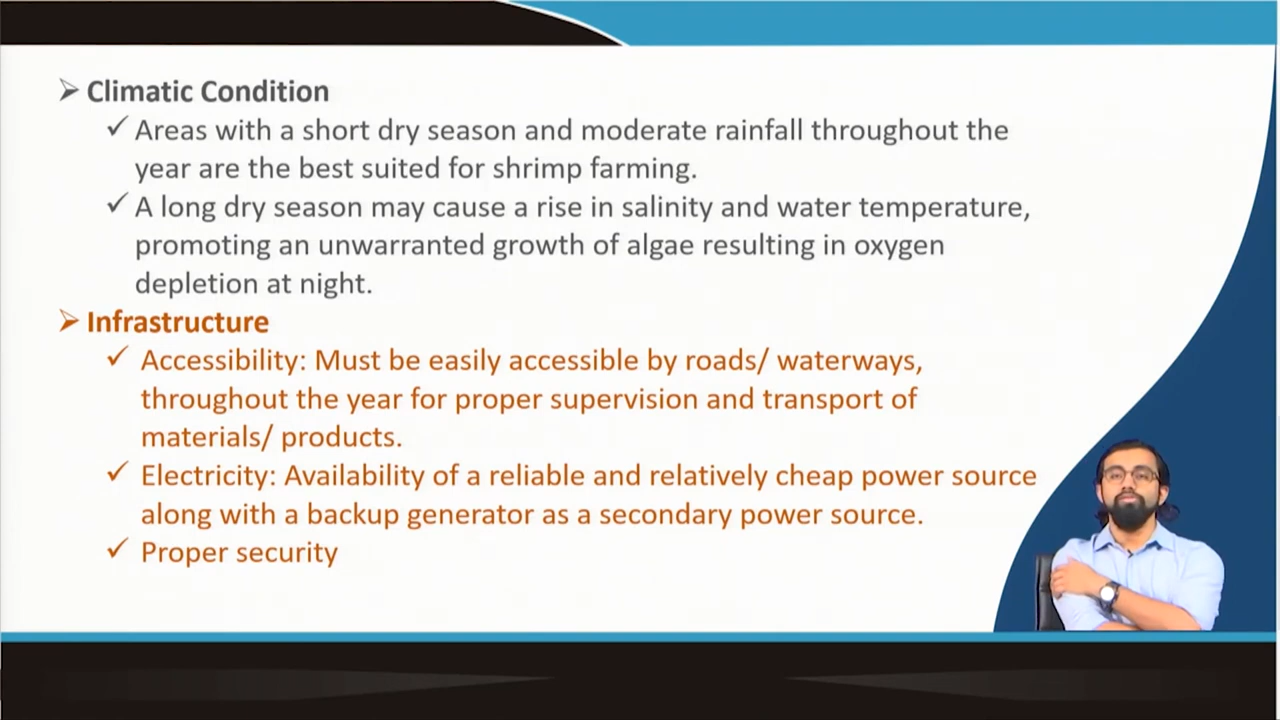 ➢ Climatic Condition
✓ Areas with a short dry season and moderate rainfall throughout the
year are the best suited for shrimp farming.
✓ A long dry season may cause a rise in salinity and water temperature,
promoting an unwarranted growth of algae resulting in oxygen
depletion at night.
➢ Infrastructure
✓ Accessibility: Must be easily accessible by roads/ waterways,
throughout the year for proper supervision and transport of
materials/ products.
✓ Electricity: Availability of a reliable and relatively cheap power source
along with a backup generator as a secondary power source.
✓ Proper security